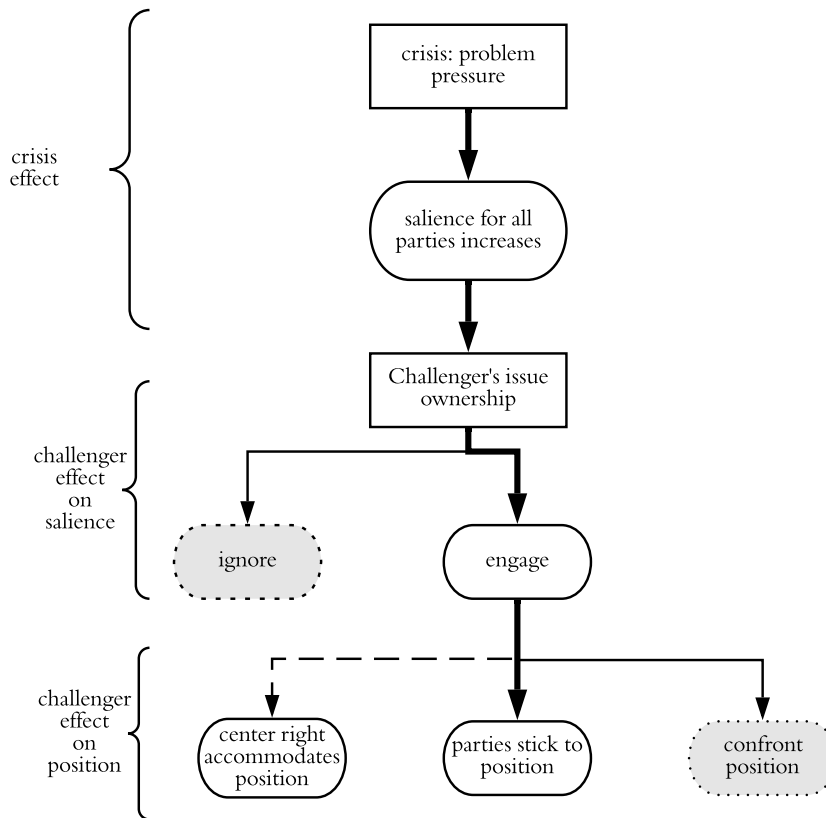 crisis: problem
pressure
crisis
effect
salience for all
parties increases
Challenger's issue
ownership
challenger
effect
on
salience
ignore
engage
challenger
effect
on
position
center right
accommodates
position
parties stick to
position
confront
position